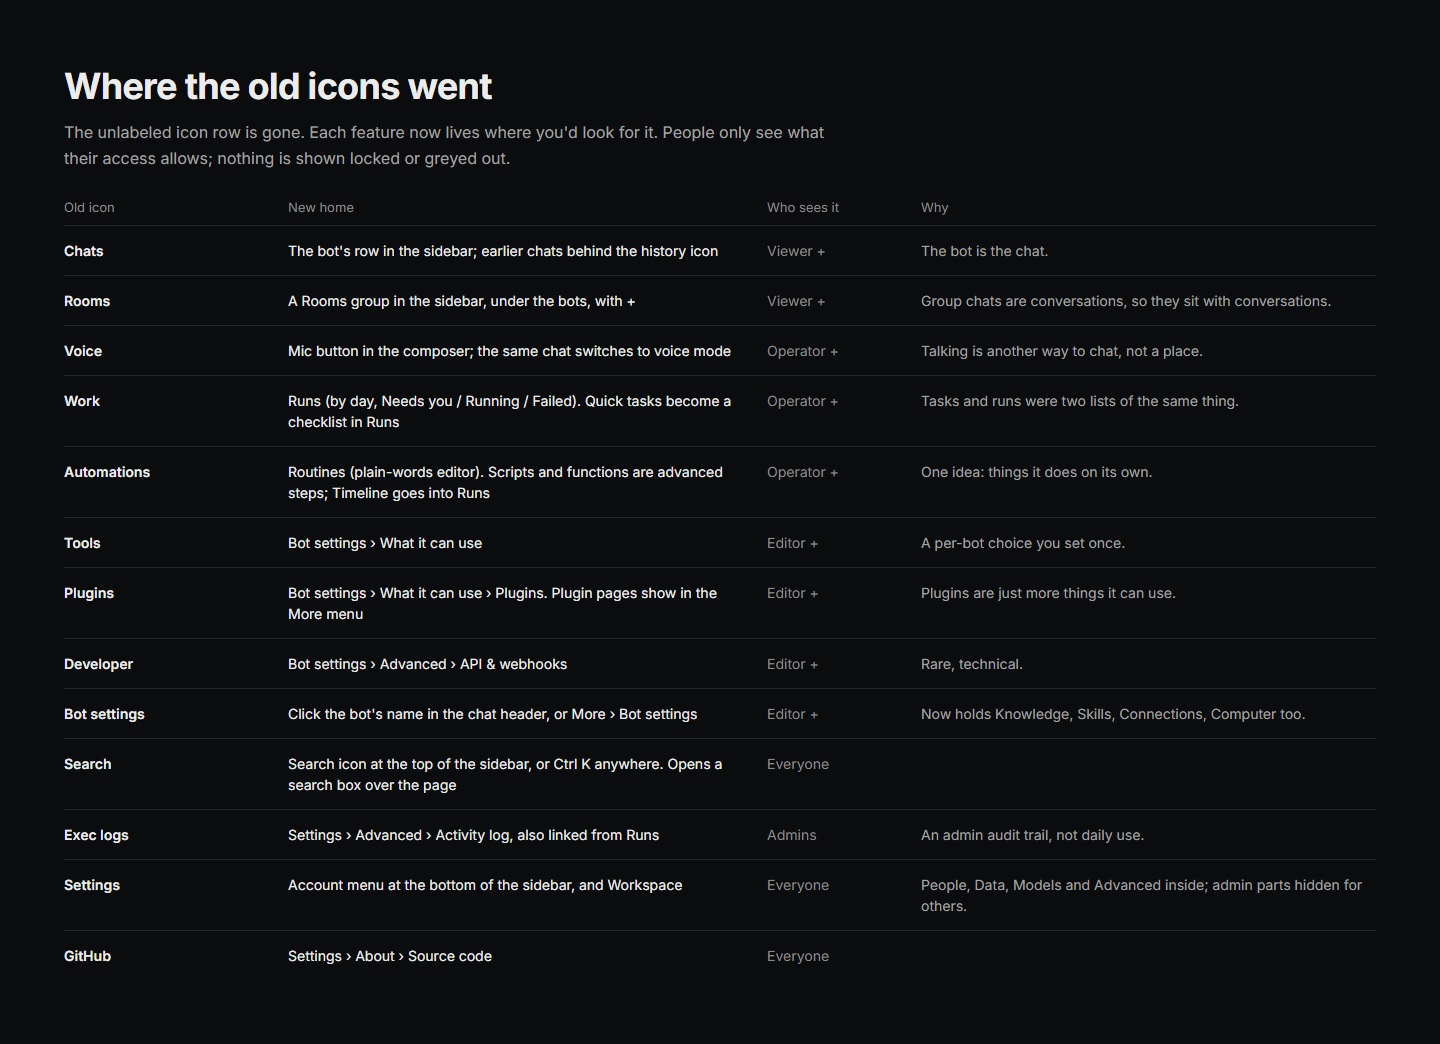 Where the old icons went
The unlabeled icon row is gone. Each feature now lives where you'd look for it. People only see what
their access allows; nothing is shown locked or greyed out.
Old icon New home Who sees it Why
Chats The bot's row in the sidebar; earlier chats behind the history icon Viewer + The bot is the chat.
Rooms A Rooms group in the sidebar, under the bots, with + Viewer + Group chats are conversations, so they sit with conversations.
Voice Mic button in the composer; the same chat switches to voice mode Operator + Talking is another way to chat, not a place.
Work Runs (by day, Needs you / Running / Failed). Quick tasks become a Operator + Tasks and runs were two lists of the same thing.
checklist in Runs
Automations Routines (plain-words editor). Scripts and functions are advanced Operator + One idea: things it does on its own.
steps; Timeline goes into Runs
Tools Bot settings › What it can use Editor + A per-bot choice you set once.
Plugins Bot settings › What it can use › Plugins. Plugin pages show in the Editor + Plugins are just more things it can use.
More menu
Developer Bot settings › Advanced › API & webhooks Editor + Rare, technical.
Bot settings Click the bot's name in the chat header, or More › Bot settings Editor + Now holds Knowledge, Skills, Connections, Computer too.
Search Search icon at the top of the sidebar, or Ctrl K anywhere. Opens a Everyone
search box over the page
Exec logs Settings › Advanced › Activity log, also linked from Runs Admins An admin audit trail, not daily use.
Settings Account menu at the bottom of the sidebar, and Workspace Everyone People, Data, Models and Advanced inside; admin parts hidden for
others.
GitHub Settings › About › Source code Everyone